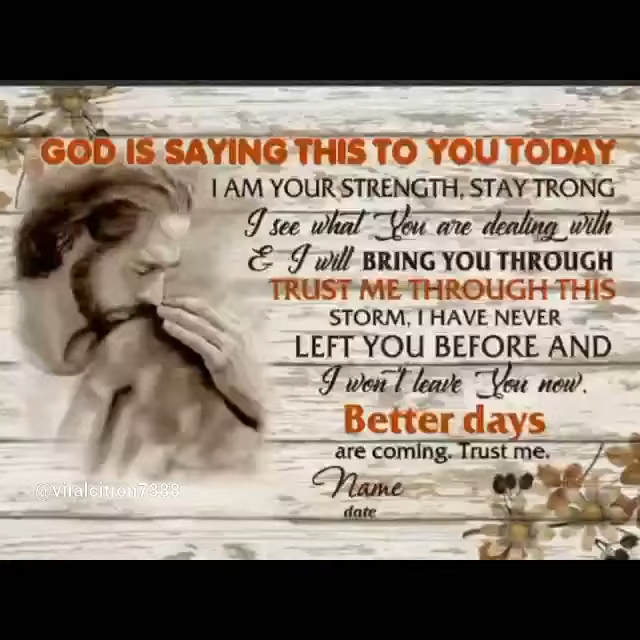 GOD IS SAYING THIS TO YOU TODAY
I AM YOUR STRENGTH, STAY TRONG
I see what You are dealing with
& I will BRING YOU THROUGH
TRUST ME THROUGH THIS
STORM, I HAVE NEVER
LEFT YOU BEFORE AND
I won't leave You now.
Better days
are coming. Trust me.
Name
date
@vitalcitron7388